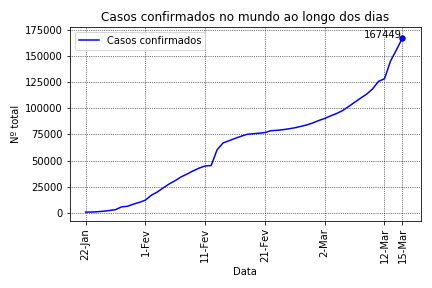 Casos confirmados no mundo ao longo dos dias
175000
167449
Casos confirmados
150000
125000
100000
75000
50000
25000
0
Nº total
22-Jan
1-Fev
11-Fev
21-Fev
2-Mar
12-Mar
15-Mar
Data